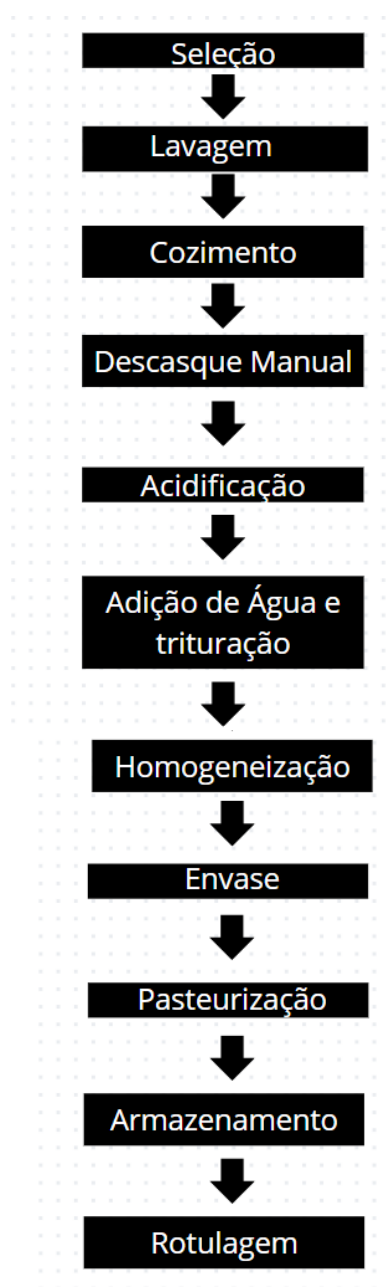 Seleção
Lavagem
Cozimento
Descasque Manual
Acidificação
Adição de Água e
trituração
Homogeneização
Envase
Pasteurização
Armazenamento
Rotulagem